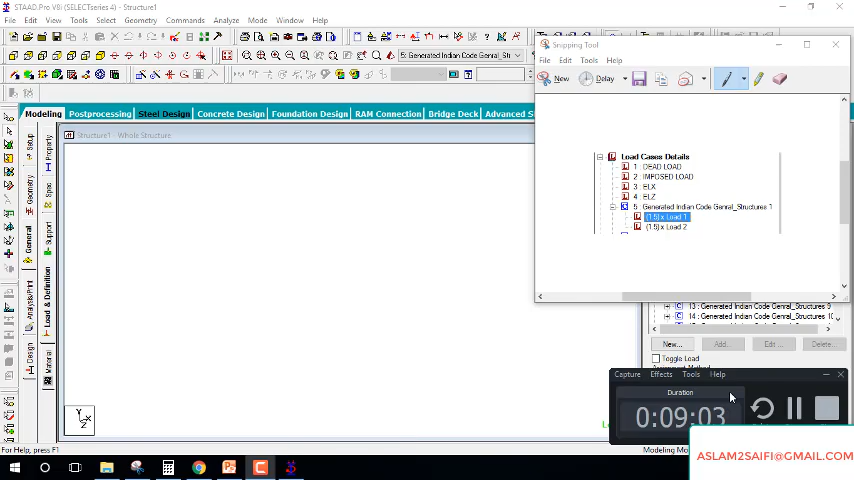 STAAD.Pro V8i (SELECTseries 4) - Structure1
File Edit View Tools Select Geometry Commands Analyze Mode Window Help
5: Generated Indian Code Genral_Str
Modeling Postprocessing Steel Design Concrete Design Foundation Design RAM Connection Bridge Deck Advanced S
Structure1 - Whole Structure
Setup
Geometry
General
Analysis/Print
Design
Property
Spec
Support
Load & Definition
Material
Y
X
Z
Snipping Tool
File Edit Tools Help
New Delay
Load Cases Details
1 : DEAD LOAD
2 : IMPOSED LOAD
3 : ELX
4 : ELZ
5 : Generated Indian Code Genral_Structures 1
(1.5) x Load 1
(1.5) x Load 2
13 : Generated Indian Code Genral_Structures 9
14 : Generated Indian Code Genral_Structures 10
New... Add... Edit ... Delete...
Toggle Load
Capture Effects Tools Help
Duration
0:09:03
For Help, press F1
Modeling Mo
ASLAM2SAIFI@GMAIL.COM